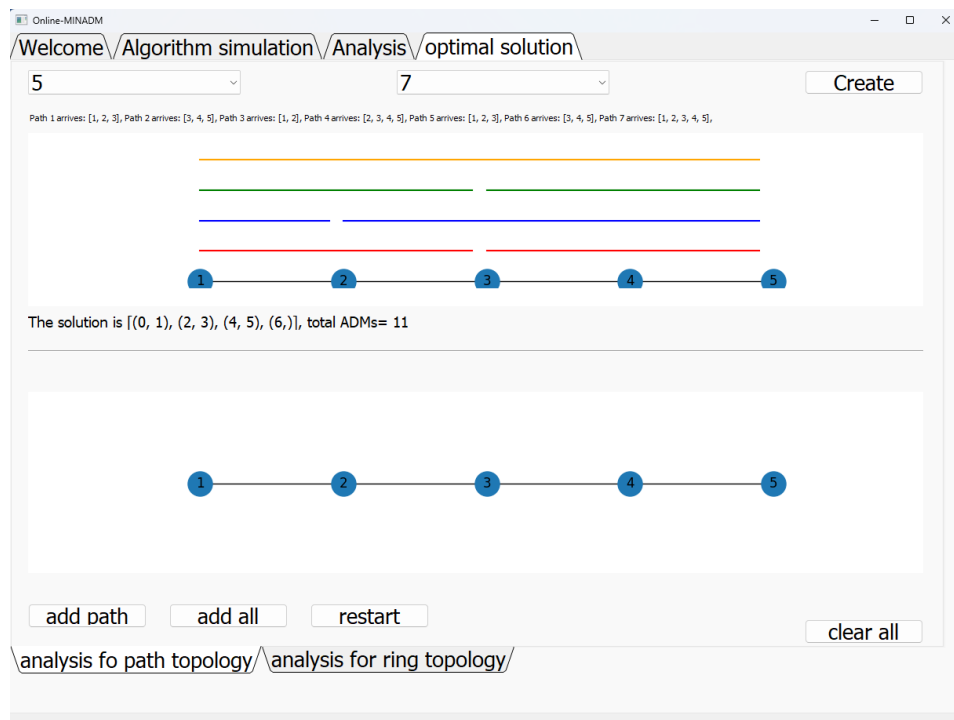 Online-MINADM
Welcome Algorithm simulation Analysis optimal solution
5 7 Create
Path 1 arrives: [1, 2, 3], Path 2 arrives: [3, 4, 5], Path 3 arrives: [1, 2], Path 4 arrives: [2, 3, 4, 5], Path 5 arrives: [1, 2, 3], Path 6 arrives: [3, 4, 5], Path 7 arrives: [1, 2, 3, 4, 5],
1 2 3 4 5
The solution is ⌈(0, 1), (2, 3), (4, 5), (6,)⌉, total ADMs= 11
1 2 3 4 5
add path add all restart
clear all
analysis fo path topology analysis for ring topology